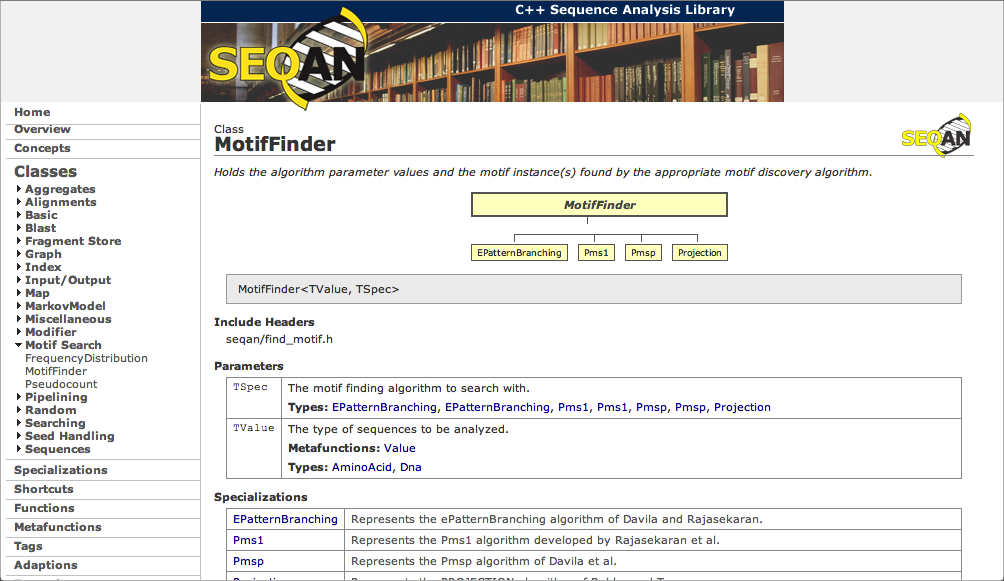 C++ Sequence Analysis Library
SEQAN
Home
Overview
Concepts
Classes
Aggregates
Alignments
Basic
Blast
Fragment Store
Graph
Index
Input/Output
Map
MarkovModel
Miscellaneous
Modifier
Motif Search
FrequencyDistribution
MotifFinder
Pseudocount
Pipelining
Random
Searching
Seed Handling
Sequences
Specializations
Shortcuts
Functions
Metafunctions
Tags
Adaptions
Class
MotifFinder
SEQAN
Holds the algorithm parameter values and the motif instance(s) found by the appropriate motif discovery algorithm.
MotifFinder
EPatternBranching Pms1 Pmsp Projection
MotifFinder<TValue, TSpec>
Include Headers
seqan/find_motif.h
Parameters
TSpec The motif finding algorithm to search with.
Types: EPatternBranching, EPatternBranching, Pms1, Pms1, Pmsp, Pmsp, Projection
TValue The type of sequences to be analyzed.
Metafunctions: Value
Types: AminoAcid, Dna
Specializations
EPatternBranching Represents the ePatternBranching algorithm of Davila and Rajasekaran.
Pms1 Represents the Pms1 algorithm developed by Rajasekaran et al.
Pmsp Represents the Pmsp algorithm of Davila et al.